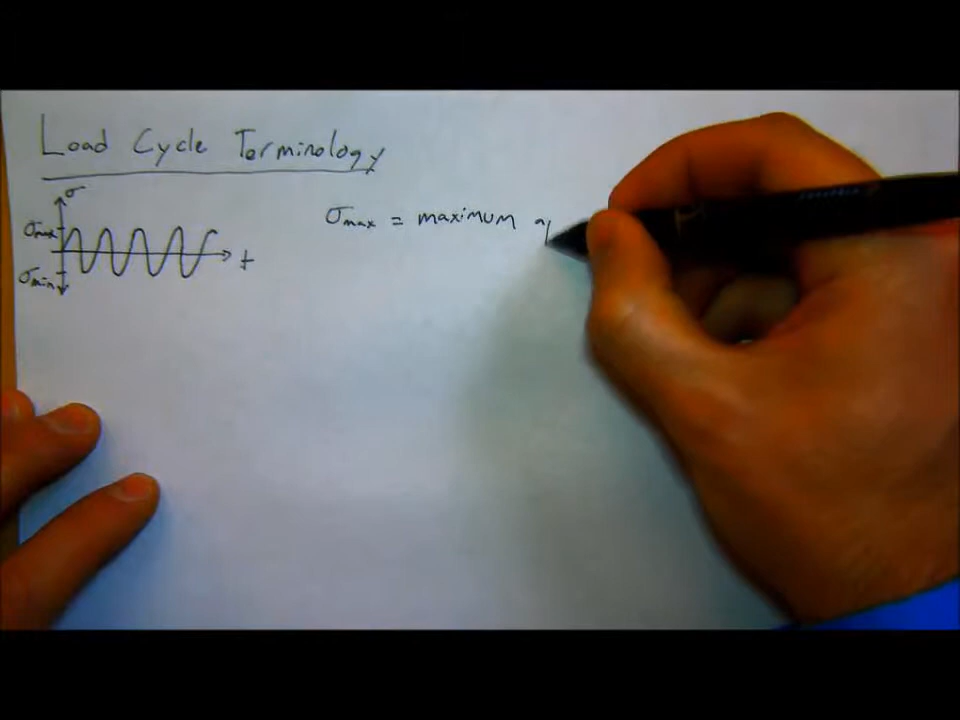 Load Cycle Terminology
σ
σmax
σmin
t
σmax = maximum